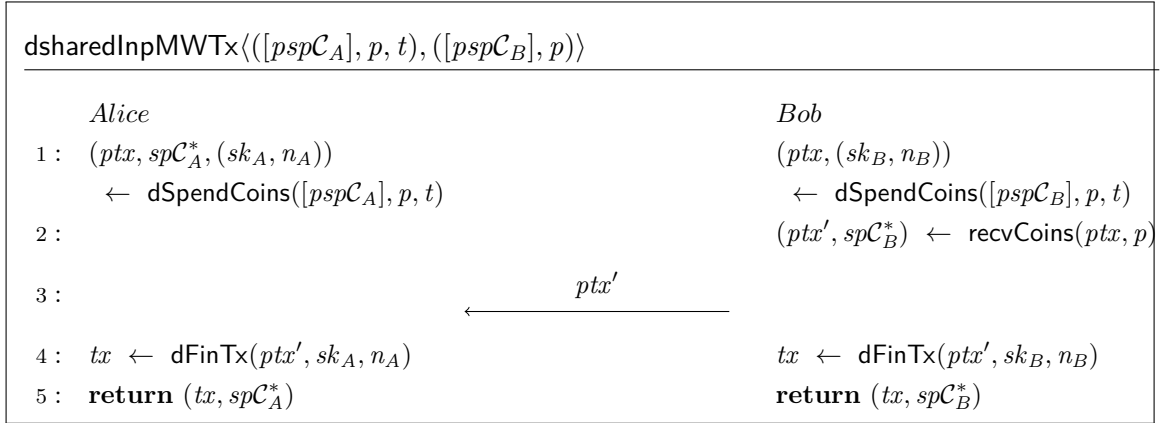 dsharedInpMWTx⟨([pspC_A], p, t), ([pspC_B], p)⟩
Alice Bob
1 : (ptx, spC*_A, (sk_A, n_A)) (ptx, (sk_B, n_B))
← dSpendCoins([pspC_A], p, t) ← dSpendCoins([pspC_B], p, t)
2 : (ptx′, spC*_B) ← recvCoins(ptx, p)
3 : ptx′
4 : tx ← dFinTx(ptx′, sk_A, n_A) tx ← dFinTx(ptx′, sk_B, n_B)
5 : return (tx, spC*_A) return (tx, spC*_B)